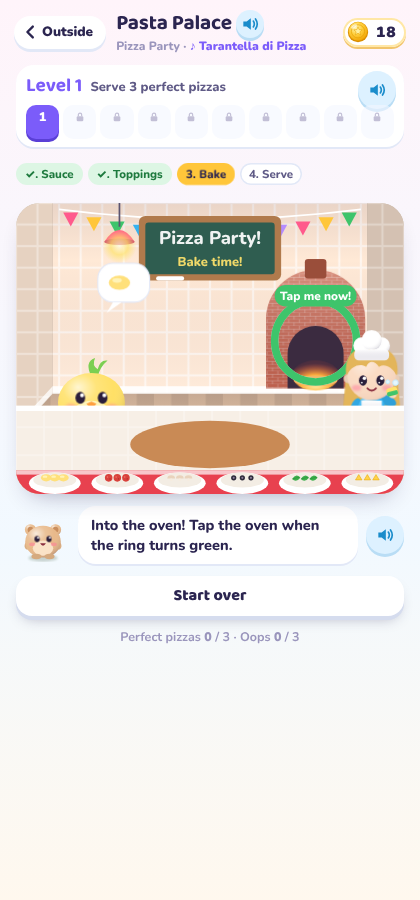 Outside
Pasta Palace
Pizza Party · ♪ Tarantella di Pizza
18
Level 1 Serve 3 perfect pizzas
1
✓. Sauce
✓. Toppings
3. Bake
4. Serve
Pizza Party!
Bake time!
Tap me now!
Into the oven! Tap the oven when
the ring turns green.
Start over
Perfect pizzas 0 / 3 · Oops 0 / 3